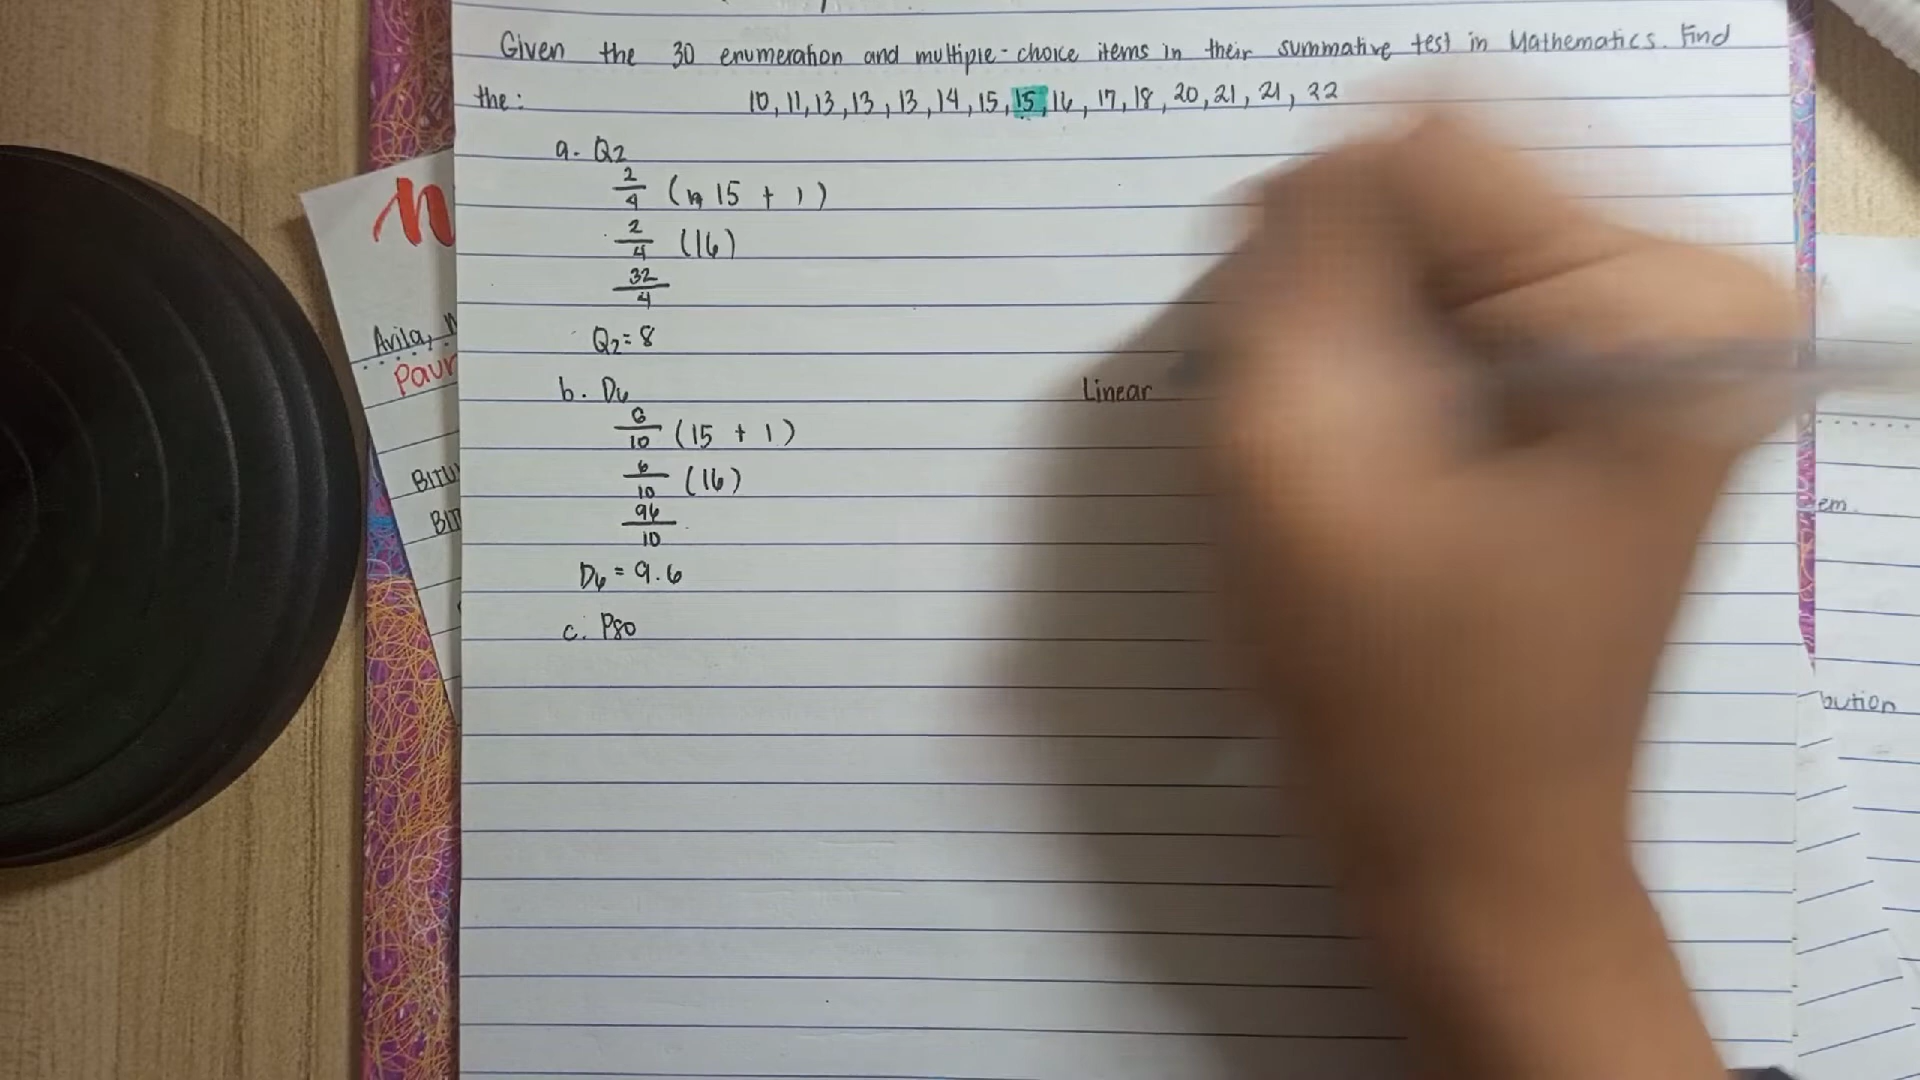 Given the 30 enumeration and multiple-choice items in their summative test in Mathematics. Find
the:
10, 11, 13, 13, 13, 14, 15, 15, 16, 17, 18, 20, 21, 21, 22
a. Q2
2/4 (n 15 + 1)
2/4 (16)
32/4
Q2 = 8
b. D6
Linear
6/10 (15 + 1)
6/10 (16)
96/10
D6 = 9.6
c. P80
Avila,
BIT
em.
bution